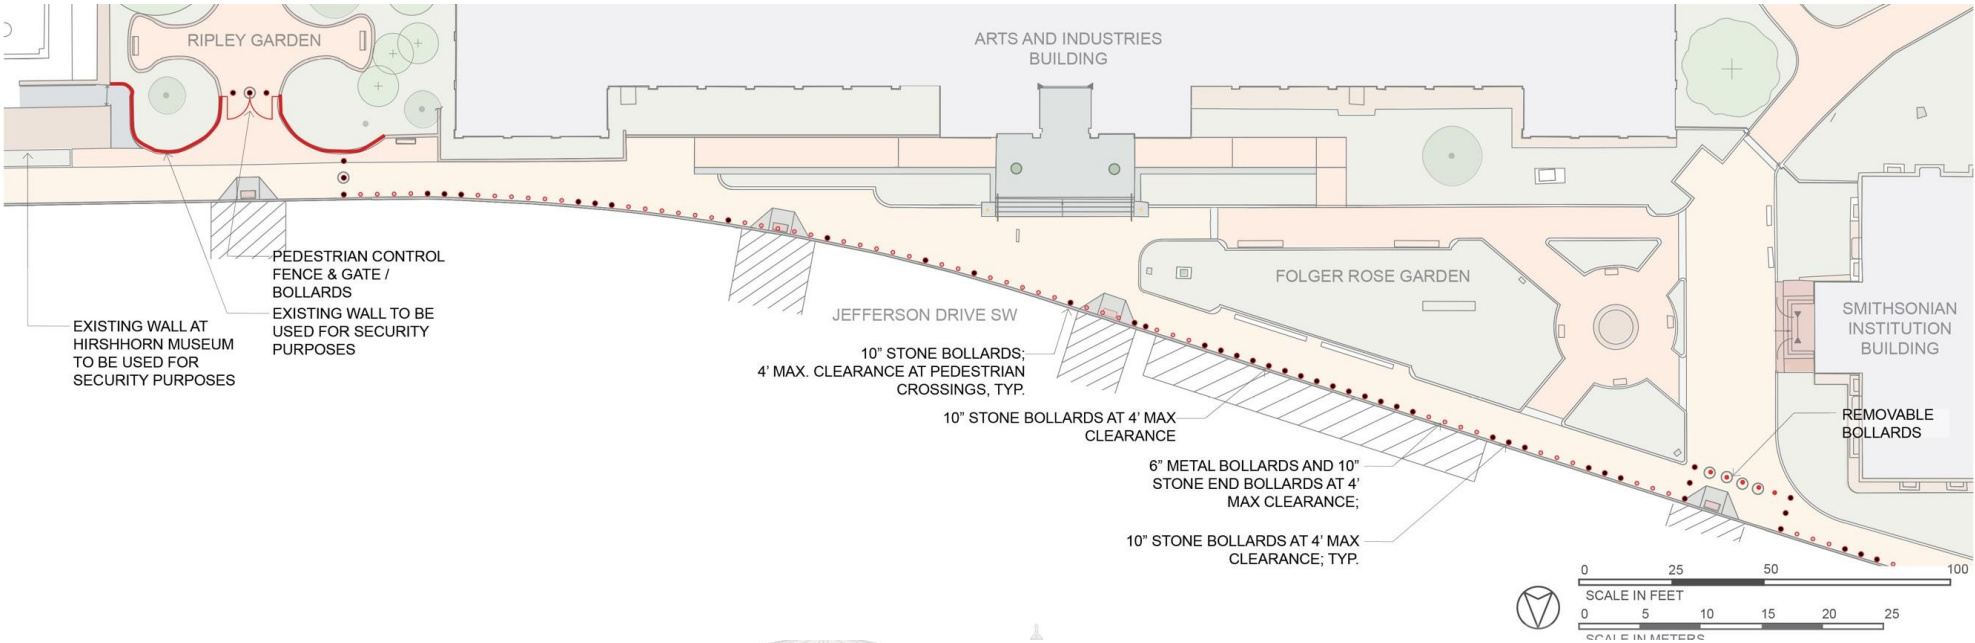 RIPLEY GARDEN
ARTS AND INDUSTRIES
BUILDING
PEDESTRIAN CONTROL
FENCE & GATE /
BOLLARDS
EXISTING WALL TO BE
USED FOR SECURITY
PURPOSES
EXISTING WALL AT
HIRSHHORN MUSEUM
TO BE USED FOR
SECURITY PURPOSES
JEFFERSON DRIVE SW
FOLGER ROSE GARDEN
SMITHSONIAN
INSTITUTION
BUILDING
10” STONE BOLLARDS;
4’ MAX. CLEARANCE AT PEDESTRIAN
CROSSINGS, TYP.
10” STONE BOLLARDS AT 4’ MAX
CLEARANCE
6” METAL BOLLARDS AND 10”
STONE END BOLLARDS AT 4’
MAX CLEARANCE;
10” STONE BOLLARDS AT 4’ MAX
CLEARANCE; TYP.
REMOVABLE
BOLLARDS
0 25 50 100
SCALE IN FEET
0 5 10 15 20 25
SCALE IN METERS